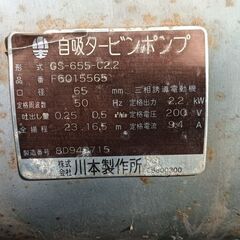 自吸タービンポンプ
形式 GS-655-C2.2
番号 F6015565
口径 65 mm 三相誘導電動機
定格周波数 50 Hz 定格出力 2.2 kW
吐出し量 0.25 0.5 定格電圧 200 V
全揚程 23 16.5 m 定格電流 9.4 A
製造番号
株式会社 川本製作所